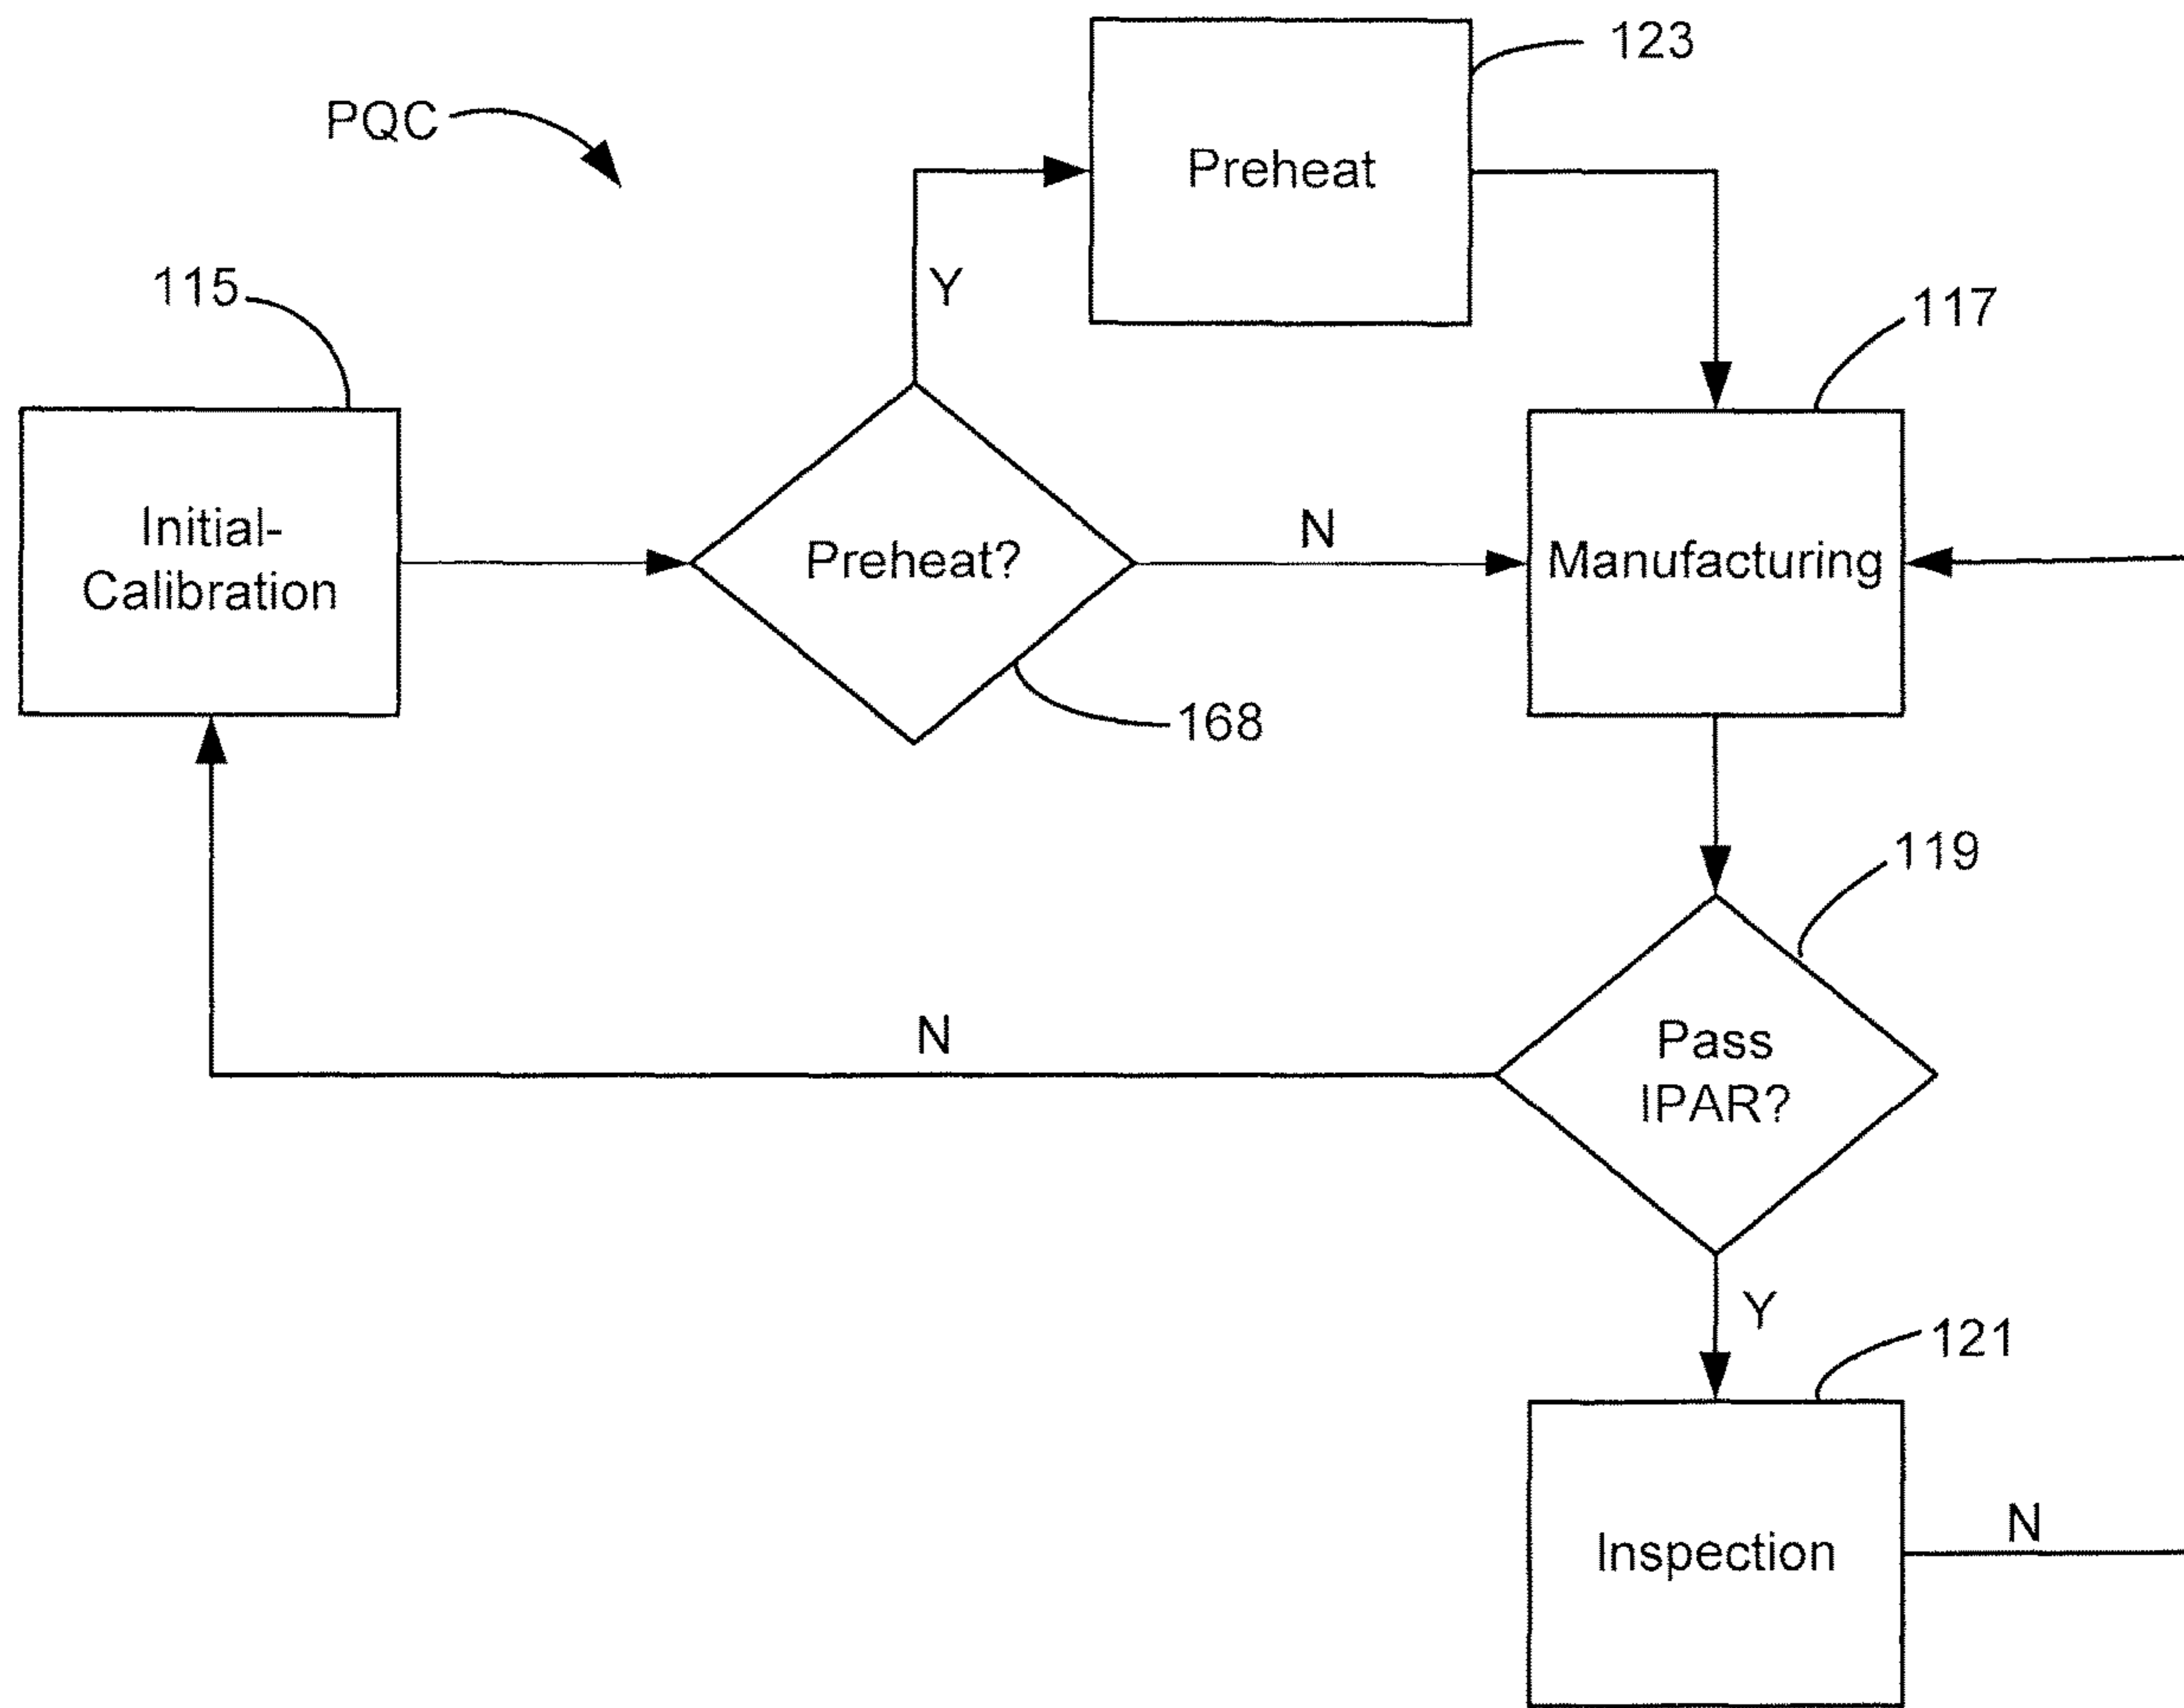 123
PQC
Preheat
Y
115
117
Initial-
Calibration
Preheat?
N
Manufacturing
168
119
N
Pass
IPAR?
Y
121
N
Inspection